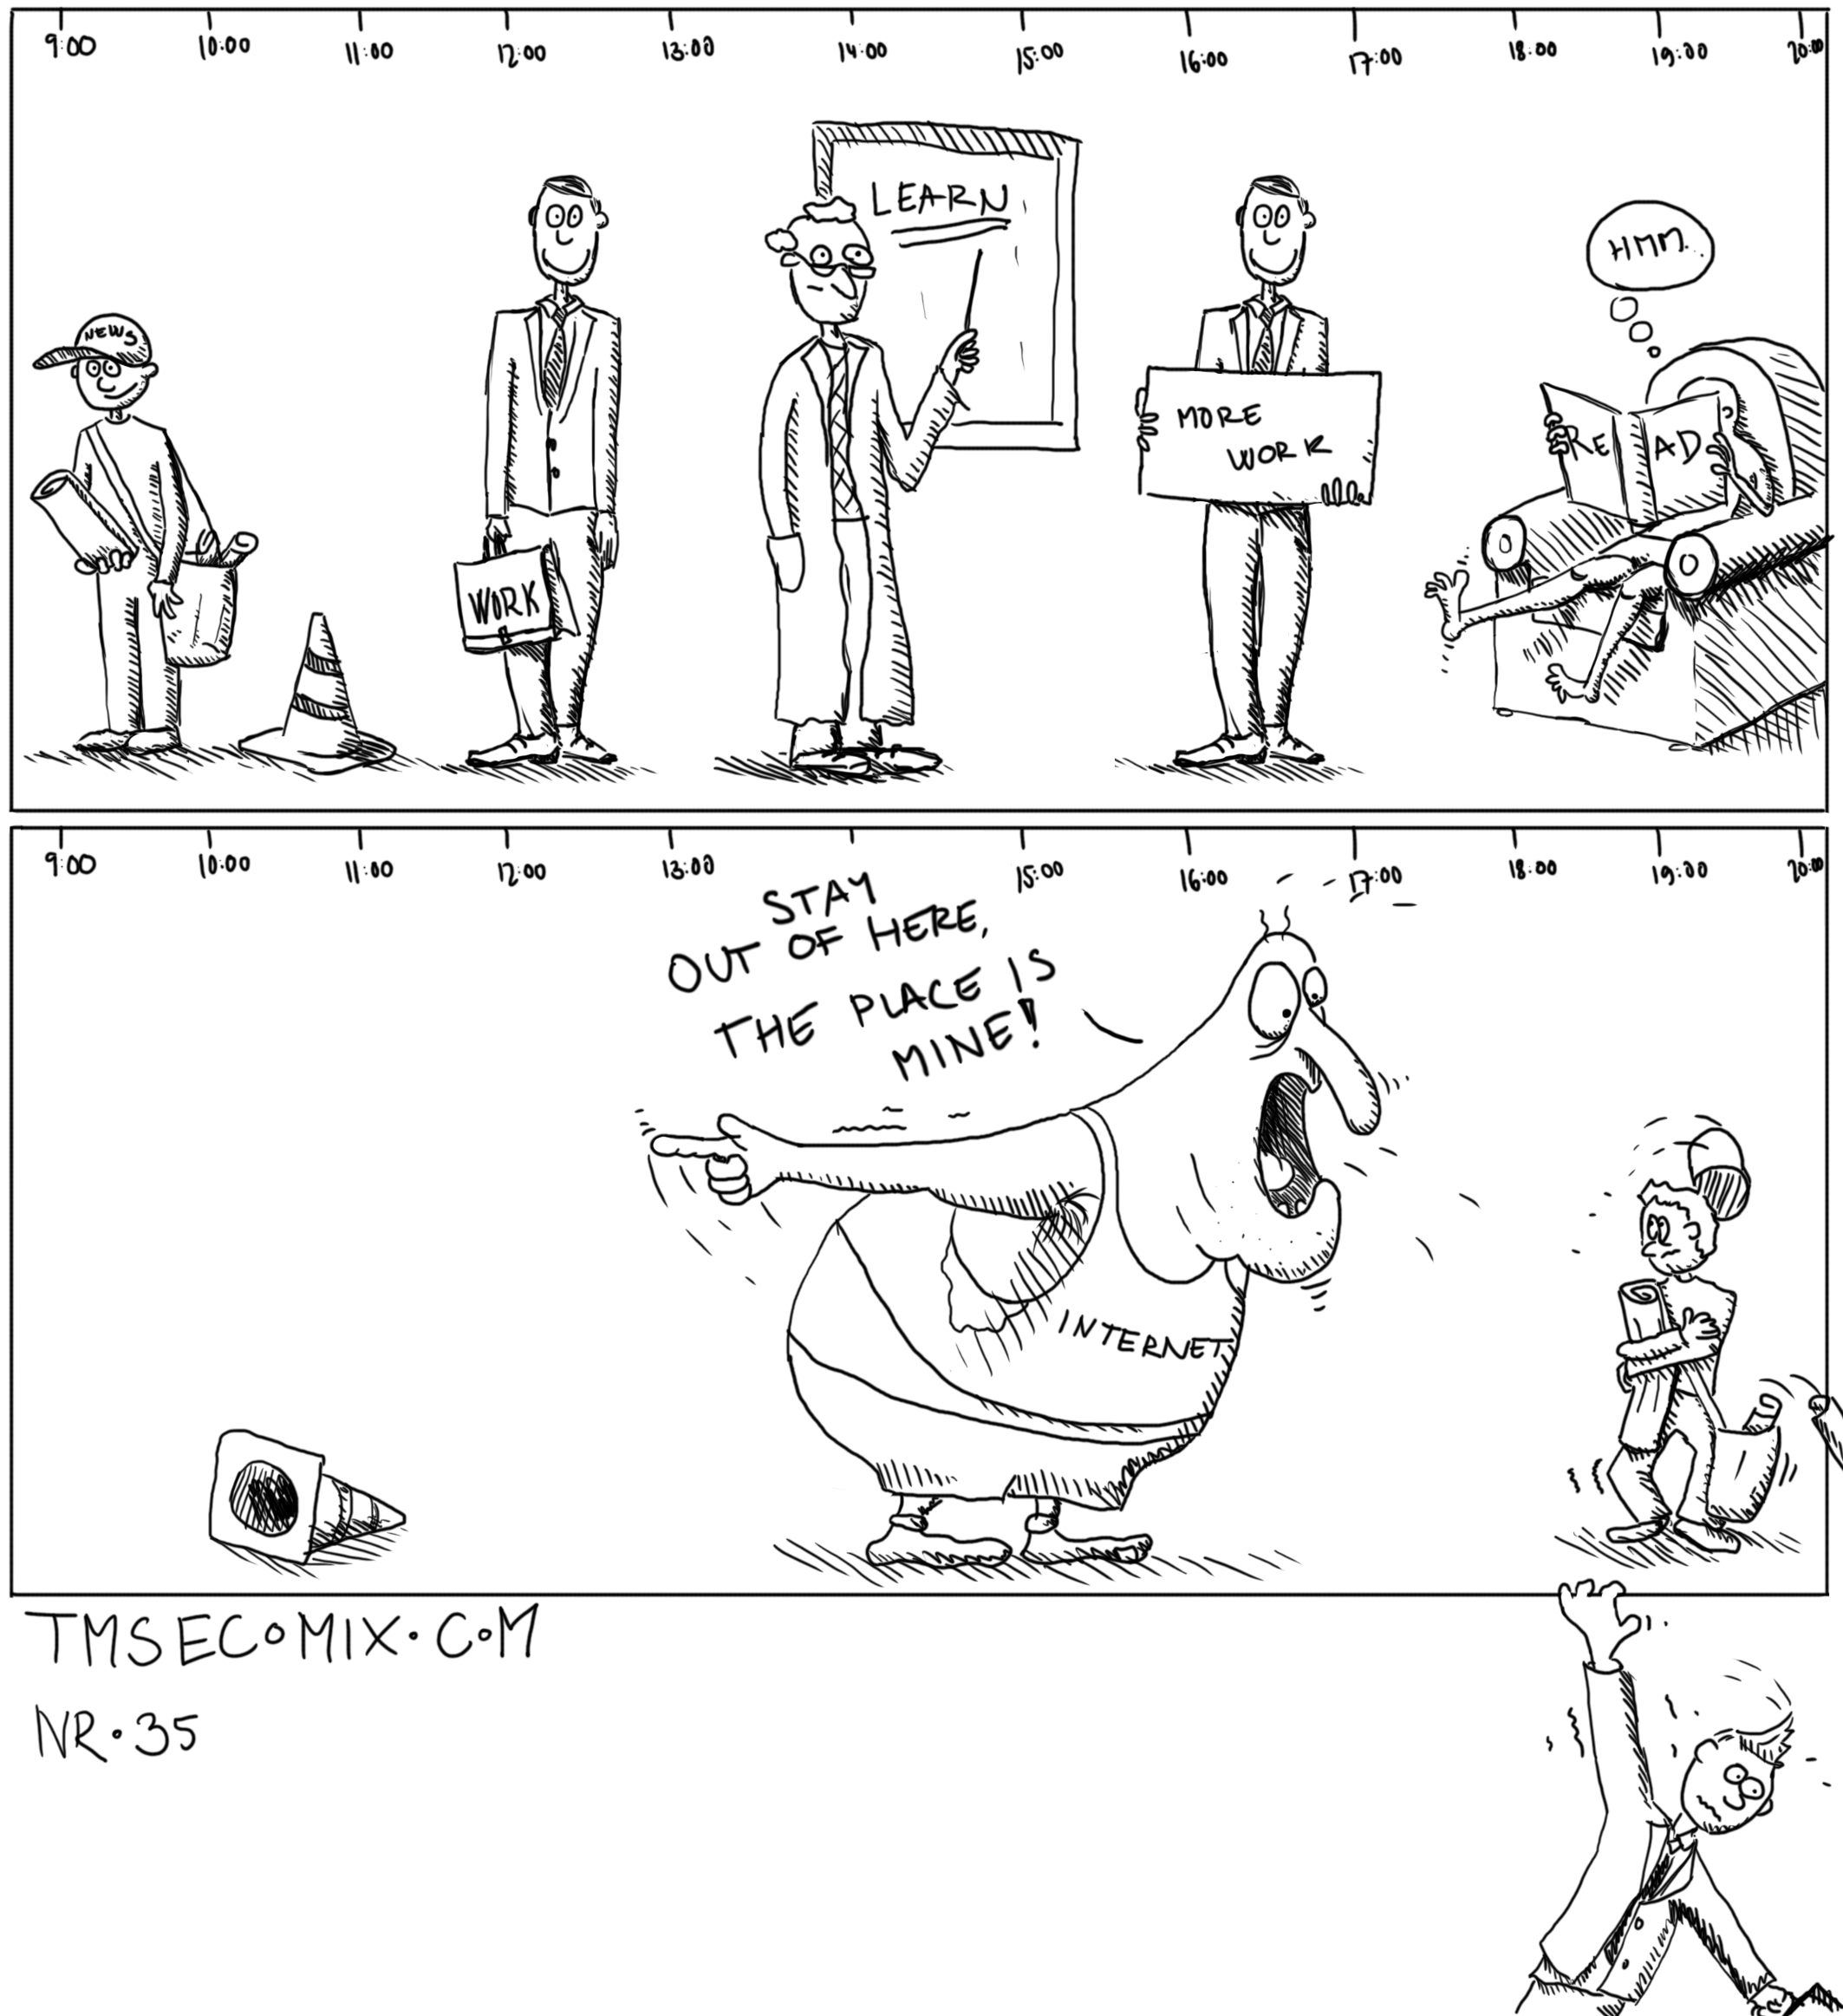 9:00 10:00 11:00 12:00 13:00 14:00 15:00 16:00 17:00 18:00 19:00 20:00
NEWS
WORK
LEARN
MORE
WORK
HMM..
READ
9:00 10:00 11:00 12:00 13:00 15:00 16:00 17:00 18:00 19:00 20:00
STAY
OUT OF HERE,
THE PLACE IS
MINE!
INTERNET
TMSECOMIX.COM
NR.35